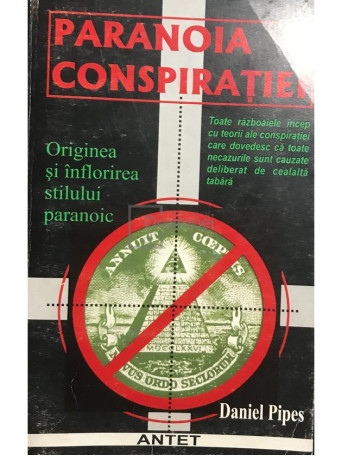 PARANOIA
CONSPIRAȚIEI
Toate războaiele încep
cu teorii ale conspirației
care dovedesc că toate
necazurile sunt cauzate
deliberat de cealaltă
tabără
Originea
și înflorirea
stilului
paranoic
ANNUIT CŒPTIS
MDCCLXXVI
NOVUS ORDO SECLORUM
Daniel Pipes
ANTET